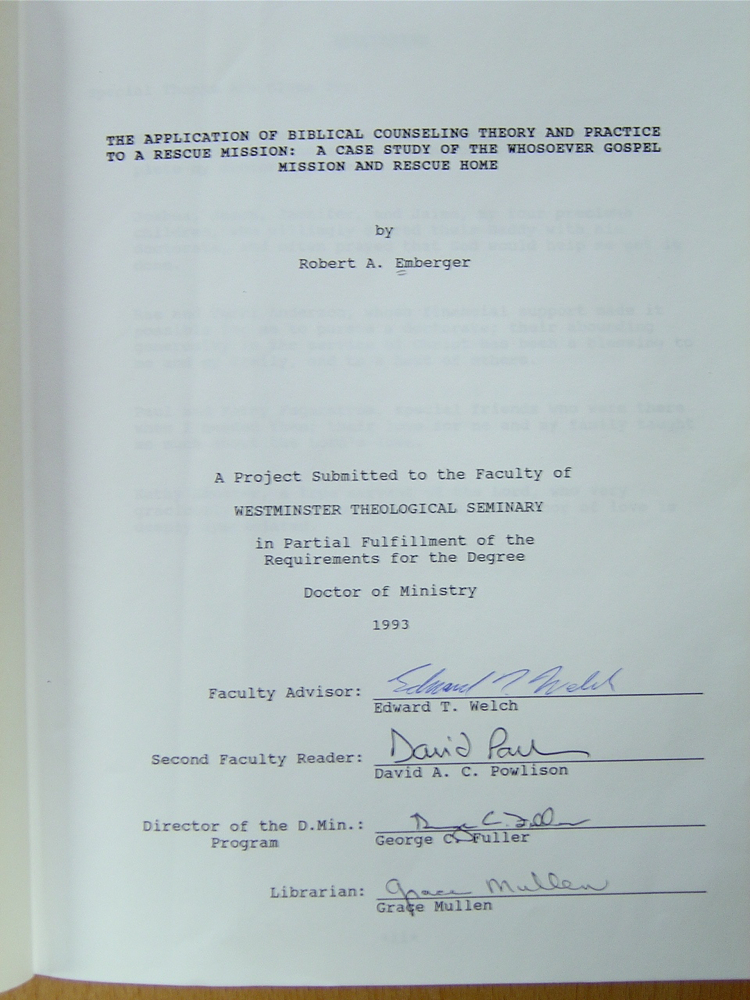 THE APPLICATION OF BIBLICAL COUNSELING THEORY AND PRACTICE
TO A RESCUE MISSION: A CASE STUDY OF THE WHOSOEVER GOSPEL
MISSION AND RESCUE HOME
by
Robert A. Emberger
A Project Submitted to the Faculty of
WESTMINSTER THEOLOGICAL SEMINARY
in Partial Fulfillment of the
Requirements for the Degree
Doctor of Ministry
1993
Faculty Advisor: Edward T. Welch
Edward T. Welch
Second Faculty Reader: David Powl
David A. C. Powlison
Director of the D.Min.: George C. Fuller
Program George C. Fuller
Librarian: Grace Mullen
Grace Mullen